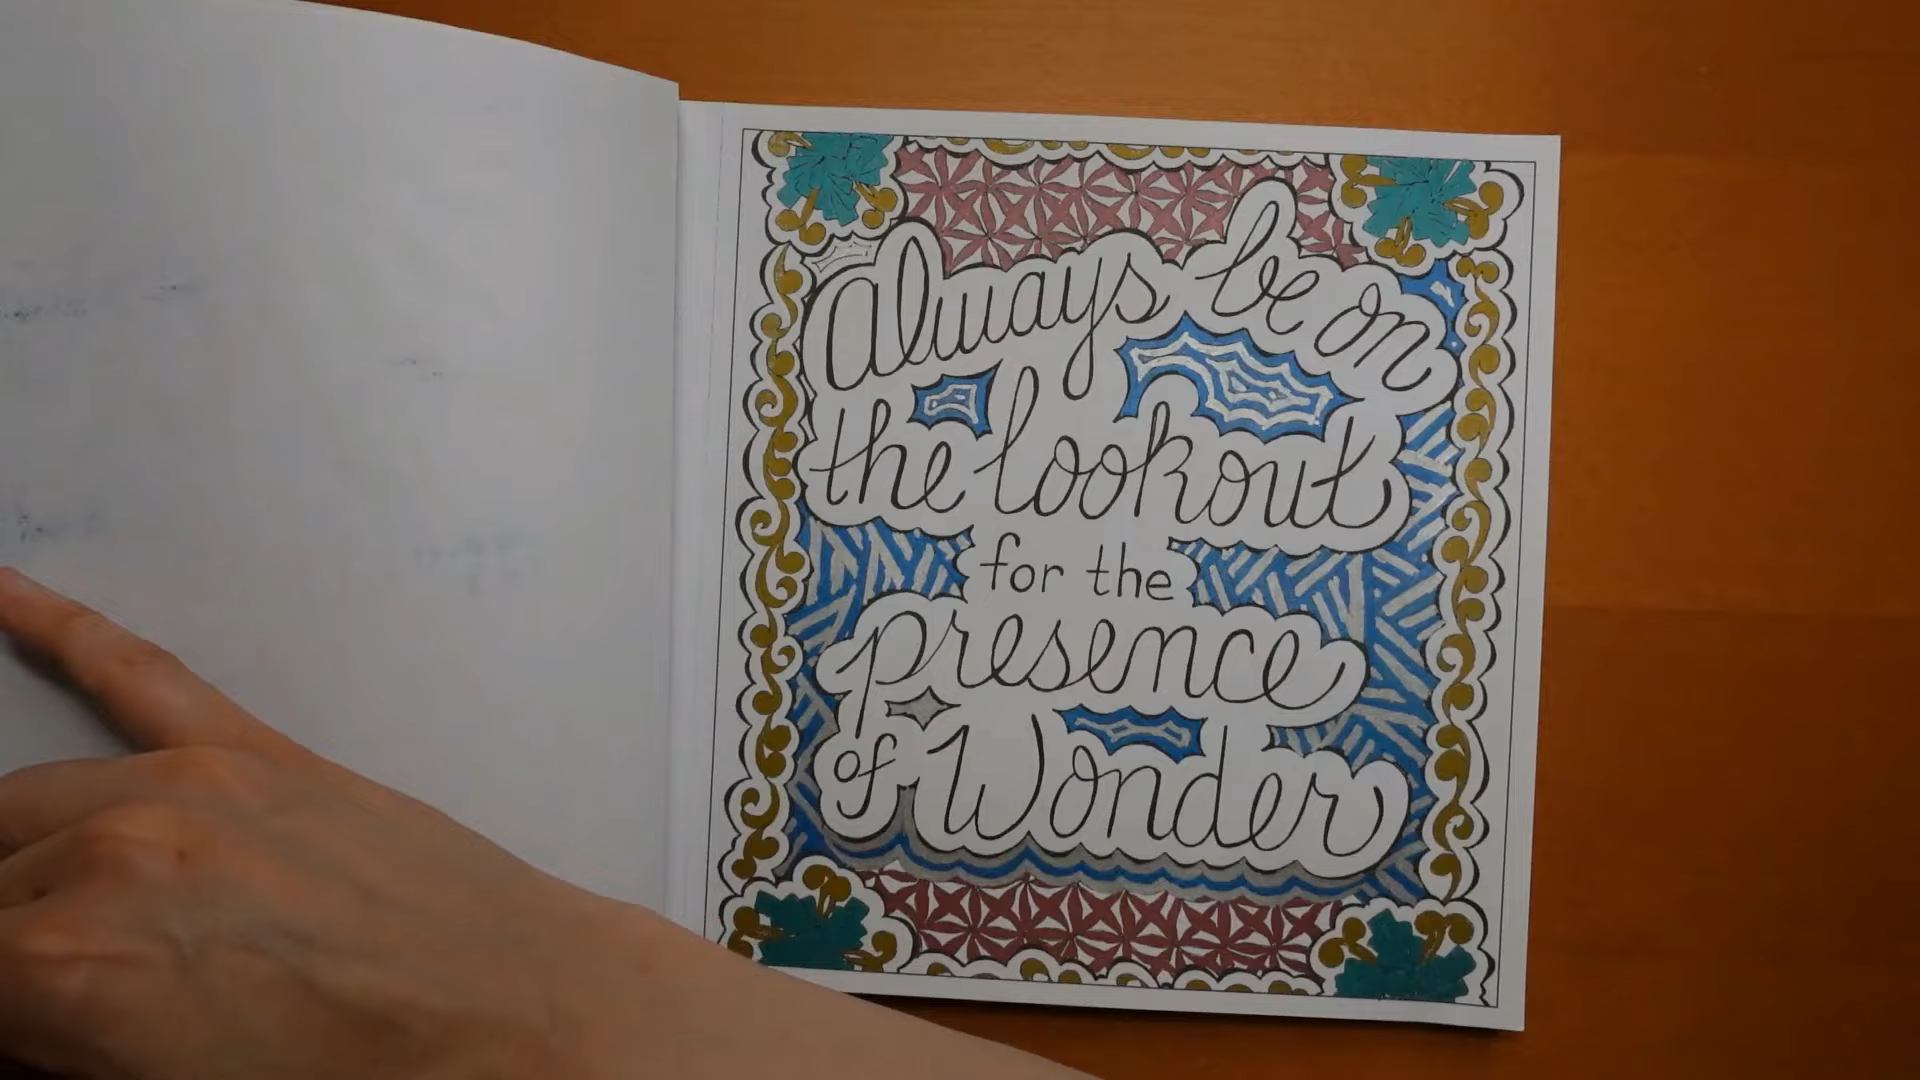 Always be on
the lookout
for the
presence
of Wonder